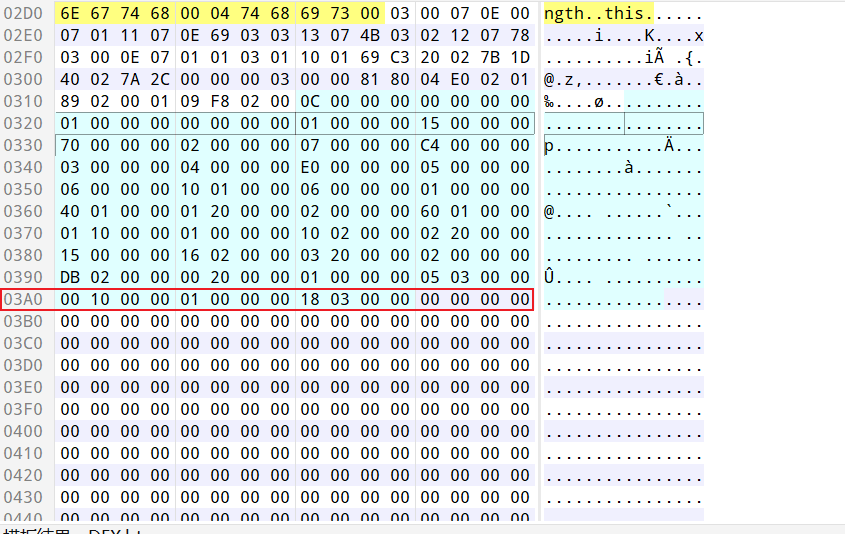 02D0 6E 67 74 68 00 04 74 68 69 73 00 03 00 07 0E 00 ngth..this......
02E0 07 01 11 07 0E 69 03 03 13 07 4B 03 02 12 07 78 .....i....K....x
02F0 03 00 0E 07 01 01 03 01 10 01 69 C3 20 02 7B 1D ..........iÃ .{.
0300 40 02 7A 2C 00 00 00 03 00 00 81 80 04 E0 02 01 @.z,.......€.à..
0310 89 02 00 01 09 F8 02 00 0C 00 00 00 00 00 00 00 ‰....ø..........
0320 01 00 00 00 00 00 00 00 01 00 00 00 15 00 00 00 ................
0330 70 00 00 00 02 00 00 00 07 00 00 00 C4 00 00 00 p...........Ä...
0340 03 00 00 00 04 00 00 00 E0 00 00 00 05 00 00 00 ........à.......
0350 06 00 00 00 10 01 00 00 06 00 00 00 01 00 00 00 ................
0360 40 01 00 00 01 20 00 00 02 00 00 00 60 01 00 00 @.... ......`...
0370 01 10 00 00 01 00 00 00 10 02 00 00 02 20 00 00 ............. ..
0380 15 00 00 00 16 02 00 00 03 20 00 00 02 00 00 00 ......... ......
0390 DB 02 00 00 00 20 00 00 01 00 00 00 05 03 00 00 Û.... ..........
03A0 00 10 00 00 01 00 00 00 18 03 00 00 00 00 00 00 ................
03B0 00 00 00 00 00 00 00 00 00 00 00 00 00 00 00 00 ................
03C0 00 00 00 00 00 00 00 00 00 00 00 00 00 00 00 00 ................
03D0 00 00 00 00 00 00 00 00 00 00 00 00 00 00 00 00 ................
03E0 00 00 00 00 00 00 00 00 00 00 00 00 00 00 00 00 ................
03F0 00 00 00 00 00 00 00 00 00 00 00 00 00 00 00 00 ................
0400 00 00 00 00 00 00 00 00 00 00 00 00 00 00 00 00 ................
0410 00 00 00 00 00 00 00 00 00 00 00 00 00 00 00 00 ................
0420 00 00 00 00 00 00 00 00 00 00 00 00 00 00 00 00 ................
0430 00 00 00 00 00 00 00 00 00 00 00 00 00 00 00 00 ................
0440 00 00 00 00 00 00 00 00 00 00 00 00 00 00 00 00 ................